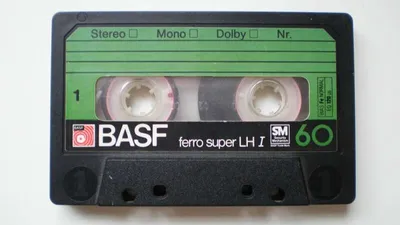 Stereo Mono Dolby Nr.
1
BASF ferro super LH I SM 60